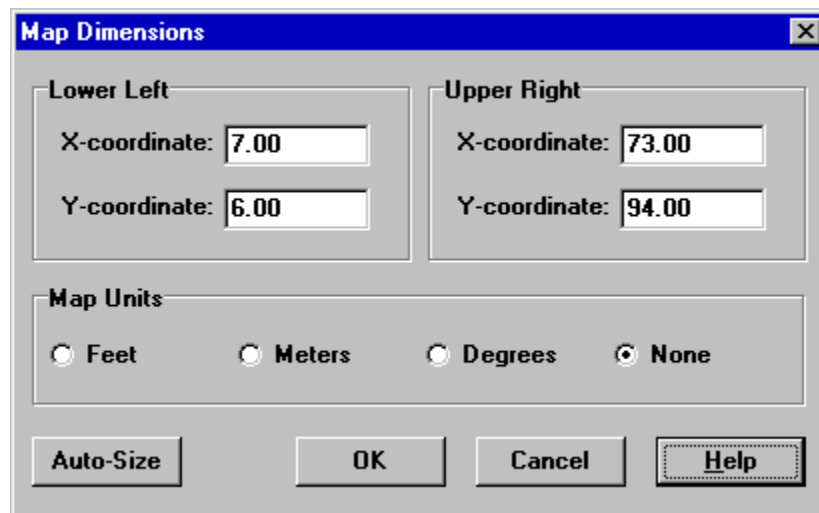 Map Dimensions
Lower Left
X-coordinate: 7.00
Y-coordinate: 6.00
Upper Right
X-coordinate: 73.00
Y-coordinate: 94.00
Map Units
Feet Meters Degrees None
Auto-Size OK Cancel Help